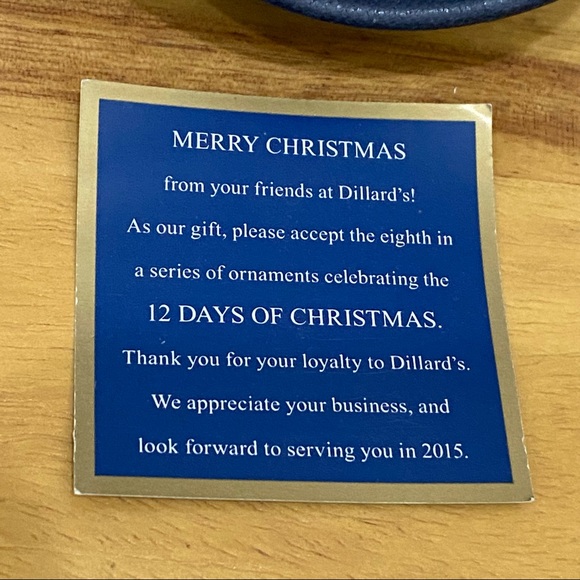 MERRY CHRISTMAS
from your friends at Dillard's!
As our gift, please accept the eighth in
a series of ornaments celebrating the
12 DAYS OF CHRISTMAS.
Thank you for your loyalty to Dillard's.
We appreciate your business, and
look forward to serving you in 2015.